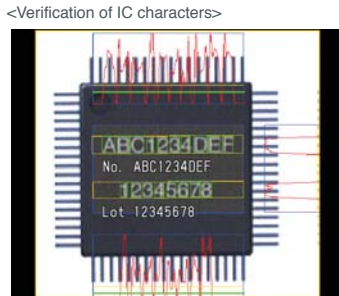 <Verification of IC characters>
ABC1234DEF
No. ABC1234DEF
12345678
Lot 12345678